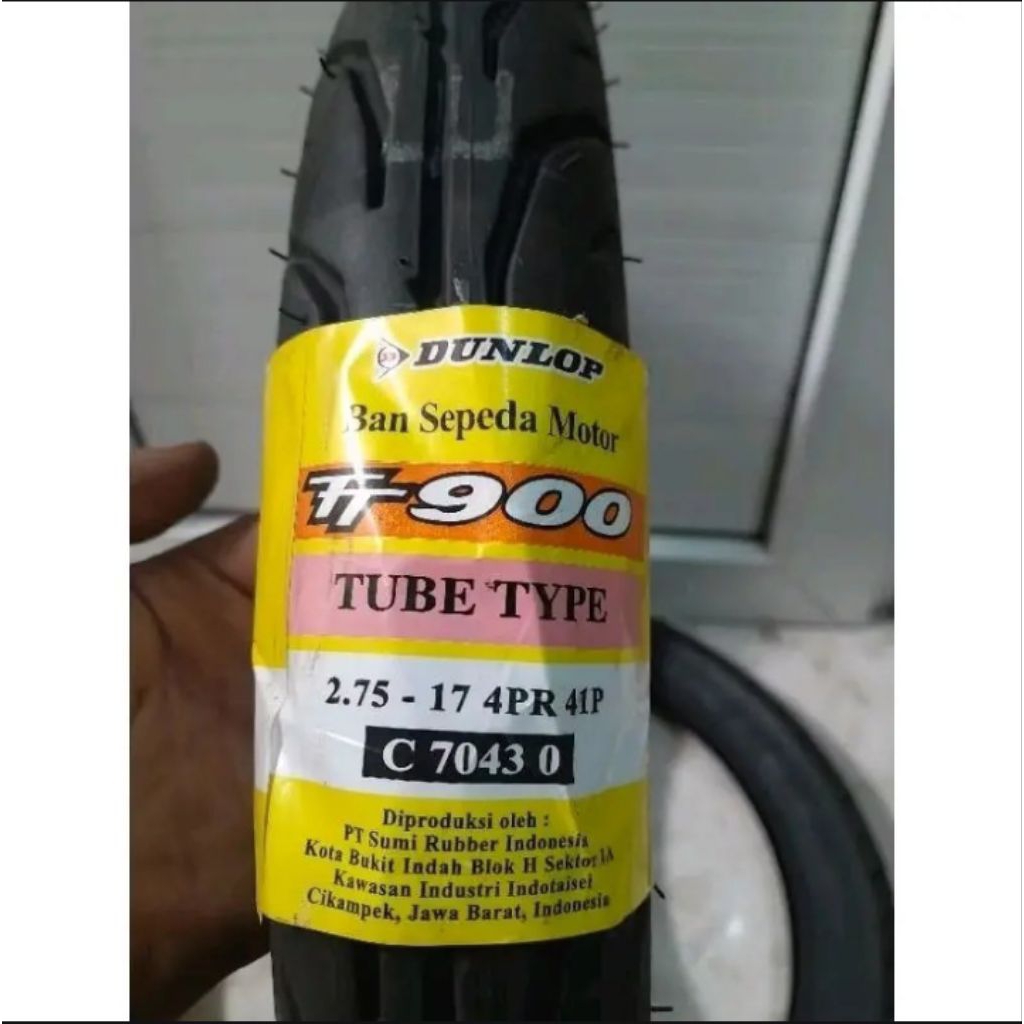 DUNLOP
Ban Sepeda Motor
TT900
TUBE TYPE
2.75 - 17 4PR 41P
C 7043 0
Diproduksi oleh :
PT Sumi Rubber Indonesia
Kota Bukit Indah Blok H Sektor IA
Kawasan Industri Indotaisei
Cikampek, Jawa Barat, Indonesia